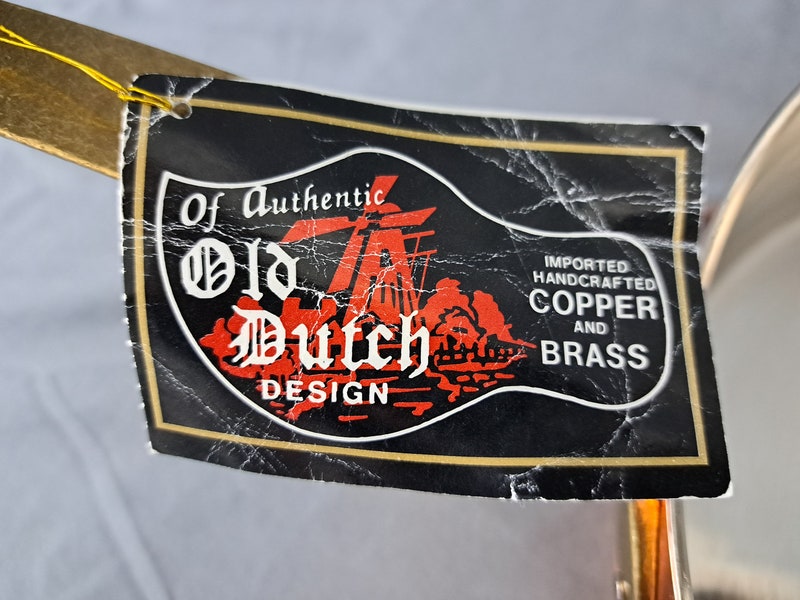 Of Authentic
Old
Dutch
DESIGN
IMPORTED
HANDCRAFTED
COPPER
AND
BRASS